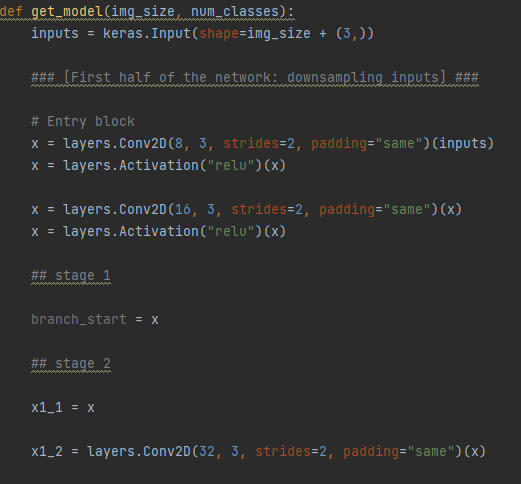 def get_model(img_size, num_classes):
    inputs = keras.Input(shape=img_size + (3,))

    ### [First half of the network: downsampling inputs] ###

    # Entry block
    x = layers.Conv2D(8, 3, strides=2, padding="same")(inputs)
    x = layers.Activation("relu")(x)

    x = layers.Conv2D(16, 3, strides=2, padding="same")(x)
    x = layers.Activation("relu")(x)

    ## stage 1

    branch_start = x

    ## stage 2

    x1_1 = x

    x1_2 = layers.Conv2D(32, 3, strides=2, padding="same")(x)